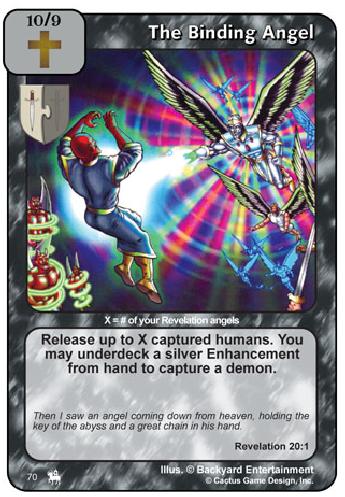 10/9
The Binding Angel
X = # of your Revelation angels
Release up to X captured humans. You
may underdeck a silver Enhancement
from hand to capture a demon.
Then I saw an angel coming down from heaven, holding the
key of the abyss and a great chain in his hand.
Revelation 20:1
70
Illus. © Backyard Entertainment
© Cactus Game Design, Inc.